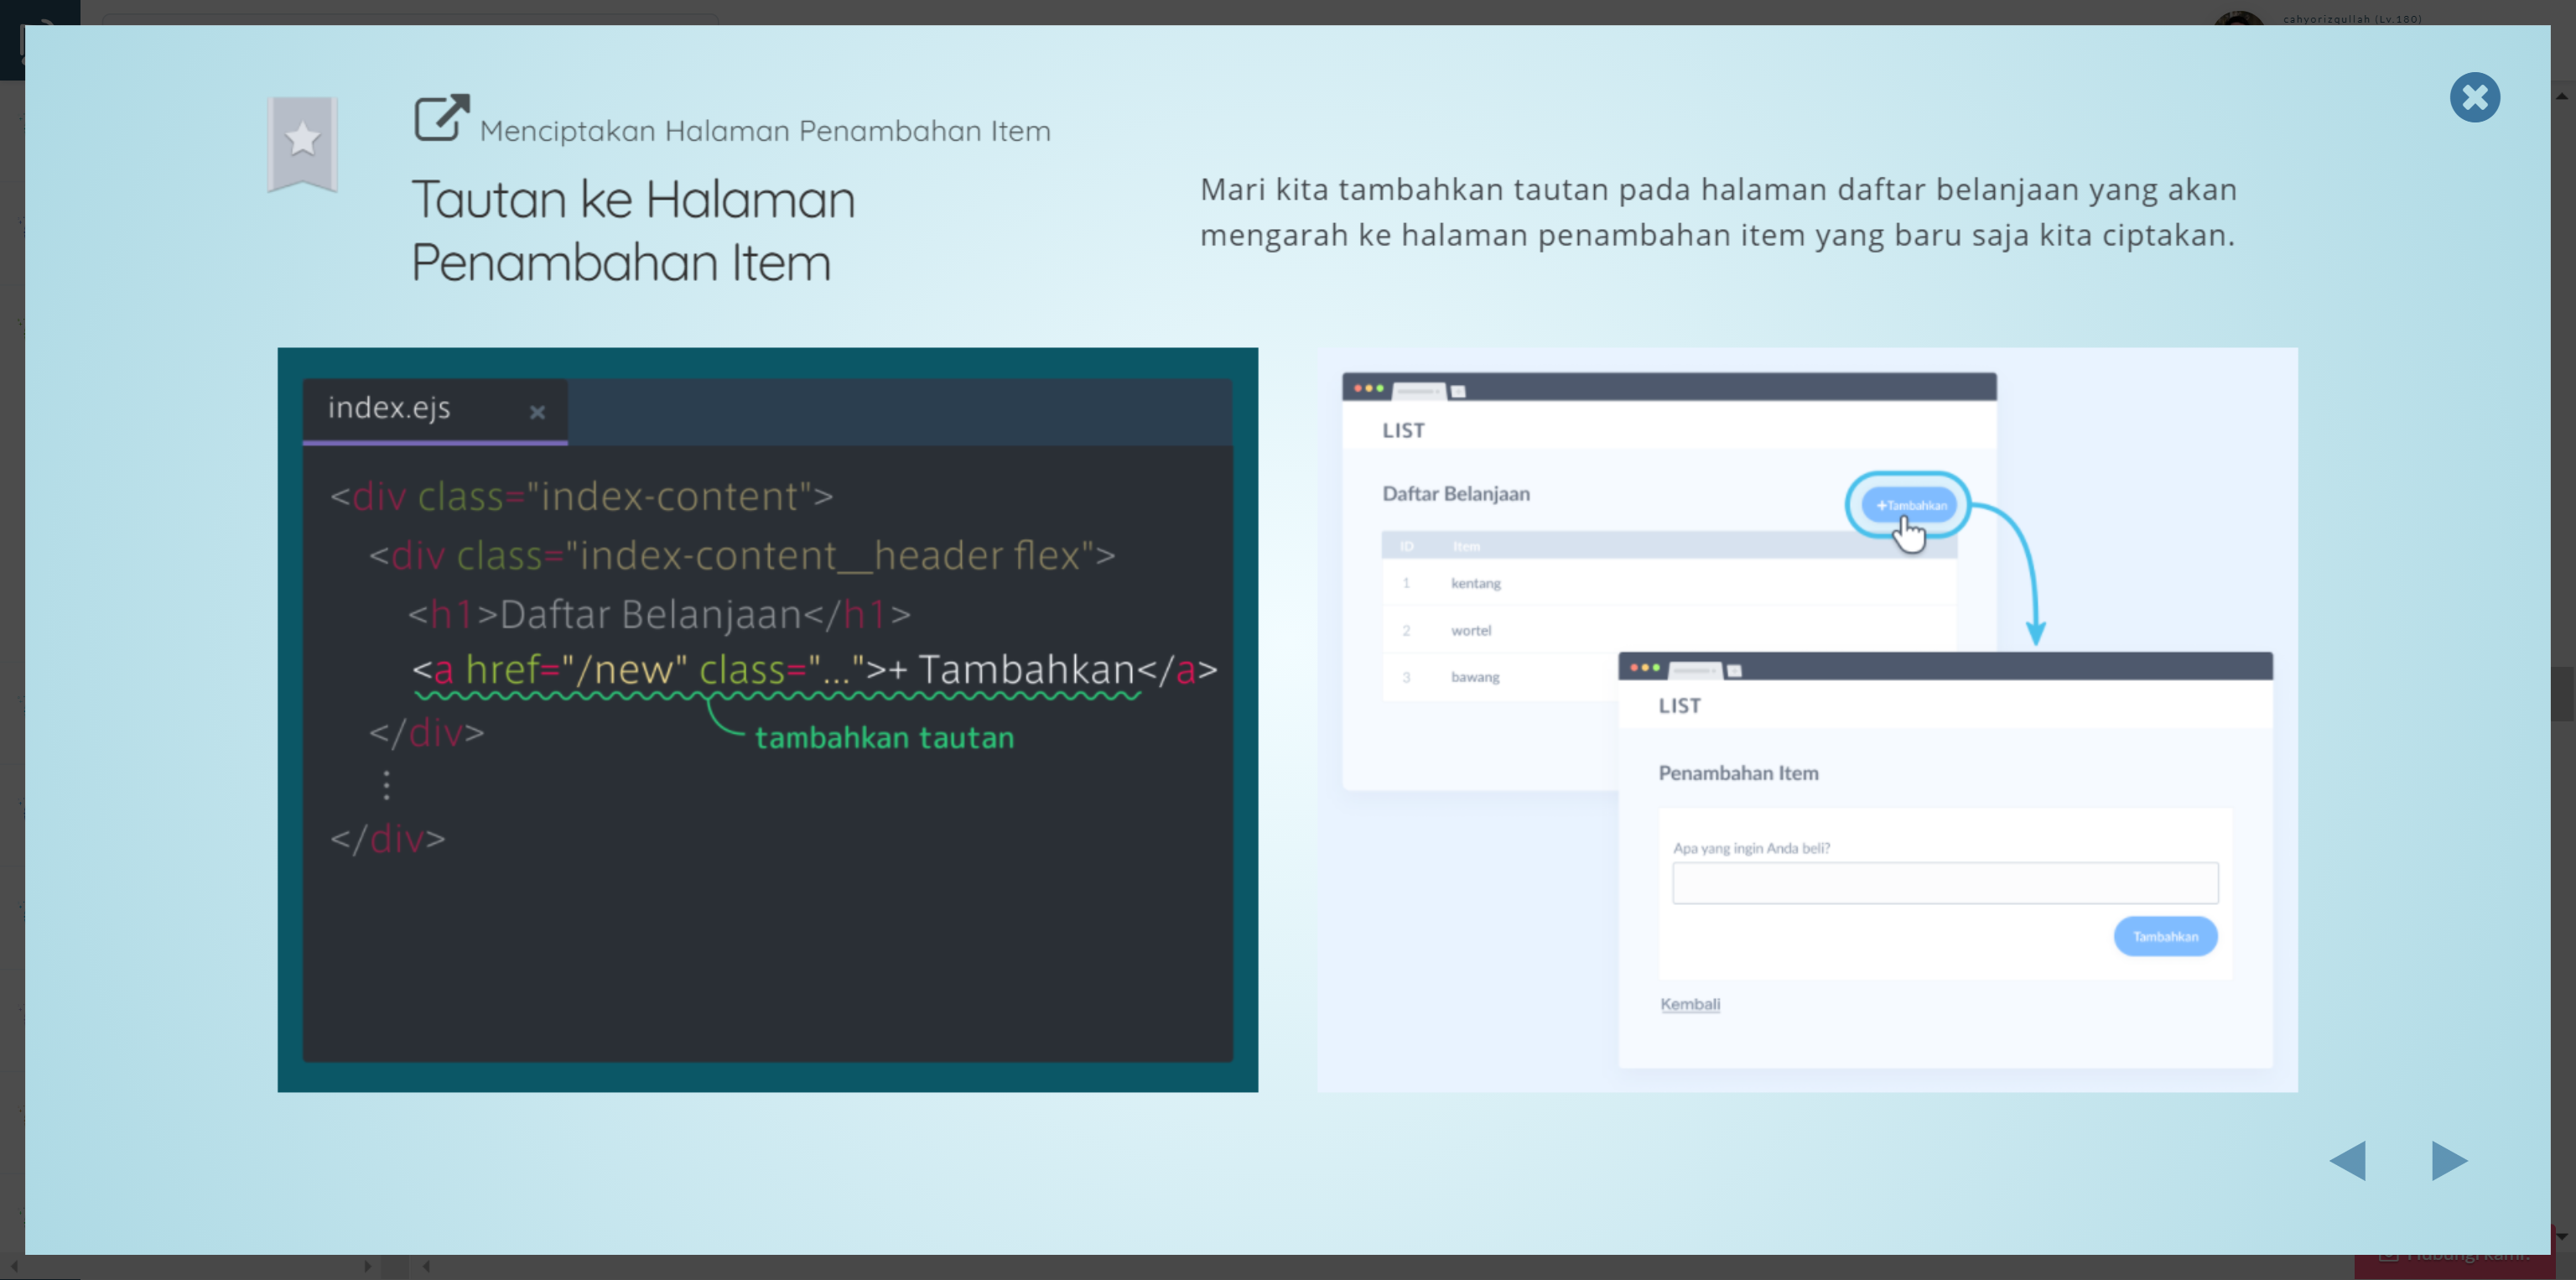 cahyorizqullah (Lv.180)
Menciptakan Halaman Penambahan Item
Tautan ke Halaman
Penambahan Item
Mari kita tambahkan tautan pada halaman daftar belanjaan yang akan
mengarah ke halaman penambahan item yang baru saja kita ciptakan.
index.ejs
<div class="index-content">
<div class="index-content__header flex">
<h1>Daftar Belanjaan</h1>
<a href="/new" class="...">+ Tambahkan</a>
tambahkan tautan
</div>
</div>
LIST
Daftar Belanjaan
+Tambahkan
ID Item
1 kentang
2 wortel
3 bawang
LIST
Penambahan Item
Apa yang ingin Anda beli?
Tambahkan
Kembali
Hubungi kami!